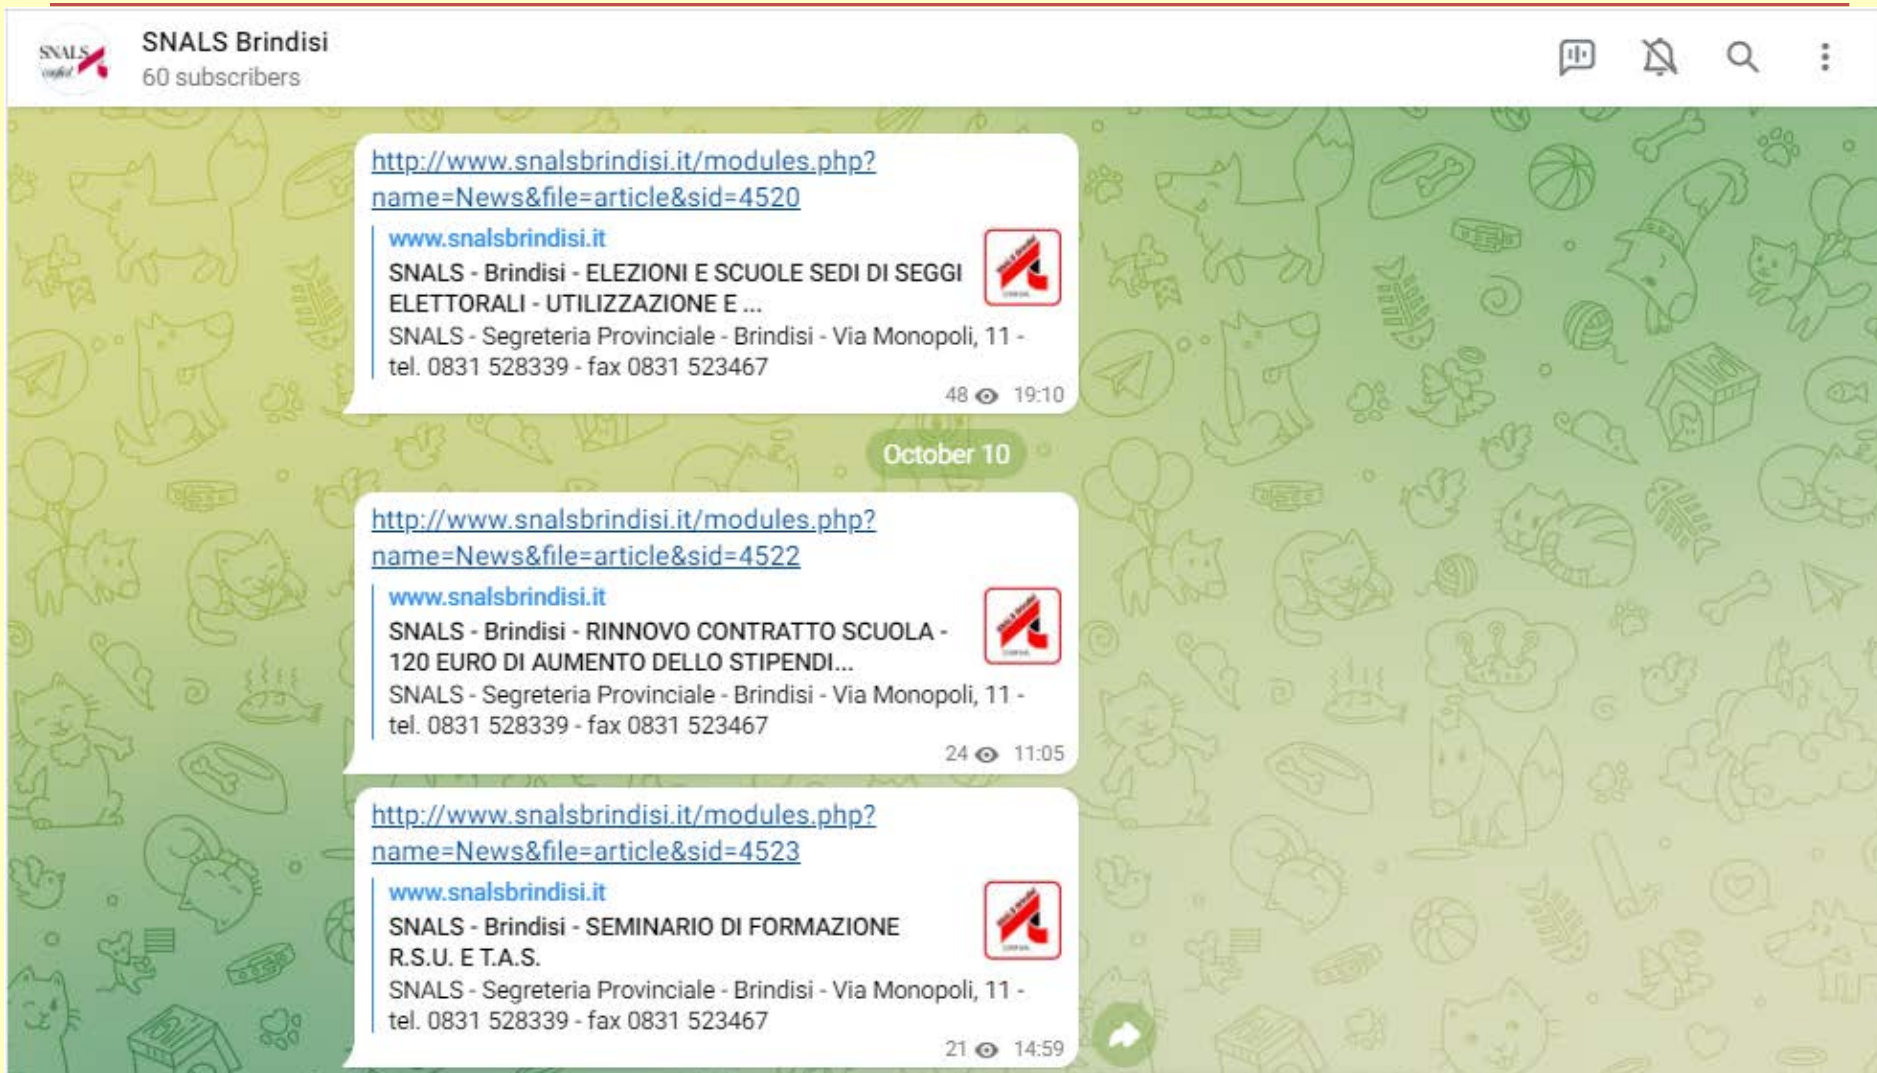 SNALS
confsal
SNALS Brindisi
60 subscribers
http://www.snalsbrindisi.it/modules.php?
name=News&file=article&sid=4520
www.snalsbrindisi.it
SNALS - Brindisi - ELEZIONI E SCUOLE SEDI DI SEGGI
ELETTORALI - UTILIZZAZIONE E ...
SNALS - Segreteria Provinciale - Brindisi - Via Monopoli, 11 -
tel. 0831 528339 - fax 0831 523467
48 19:10
October 10
http://www.snalsbrindisi.it/modules.php?
name=News&file=article&sid=4522
www.snalsbrindisi.it
SNALS - Brindisi - RINNOVO CONTRATTO SCUOLA -
120 EURO DI AUMENTO DELLO STIPENDI...
SNALS - Segreteria Provinciale - Brindisi - Via Monopoli, 11 -
tel. 0831 528339 - fax 0831 523467
24 11:05
http://www.snalsbrindisi.it/modules.php?
name=News&file=article&sid=4523
www.snalsbrindisi.it
SNALS - Brindisi - SEMINARIO DI FORMAZIONE
R.S.U. E T.A.S.
SNALS - Segreteria Provinciale - Brindisi - Via Monopoli, 11 -
tel. 0831 528339 - fax 0831 523467
21 14:59